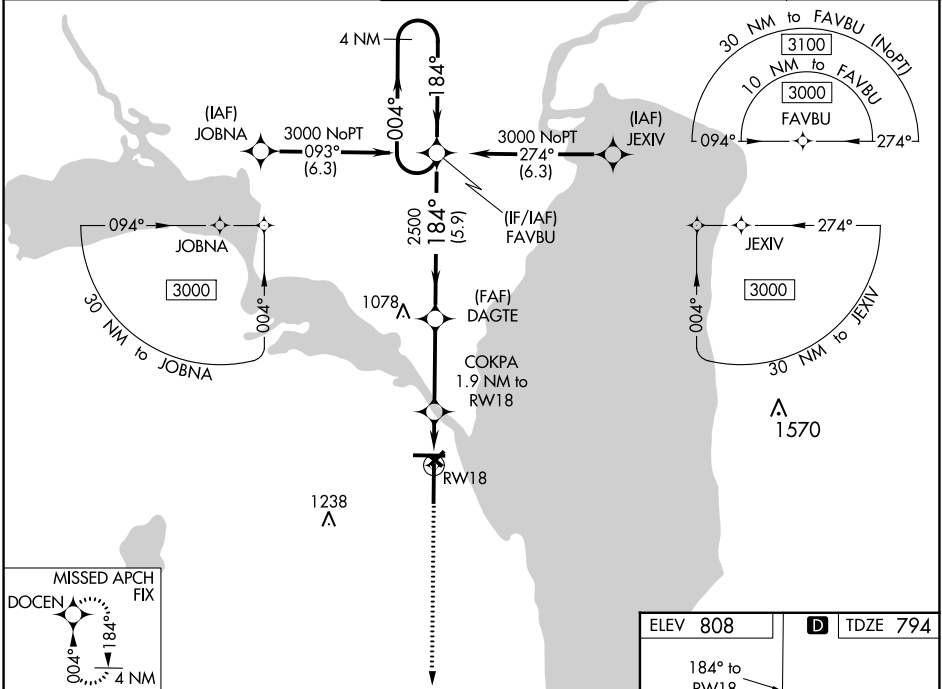 4 NM
184°
004°
(IAF)
JOBNA
3000 NoPT
093°
(6.3)
3000 NoPT
274°
(6.3)
(IAF)
JEXIV
(IF/IAF)
FAVBU
2500
184°
(5.9)
30 NM to FAVBU (NoPT)
3100
10 NM to FAVBU
3000
FAVBU
094°
274°
094°
JOBNA
3000
004°
30 NM to JOBNA
274°
JEXIV
3000
004°
30 NM to JEXIV
1078
(FAF)
DAGTE
COKPA
1.9 NM to
RW18
RW18
1570
1238
MISSED APCH
FIX
DOCEN
184°
004°
4 NM
ELEV 808
D
TDZE 794
184° to
RW18